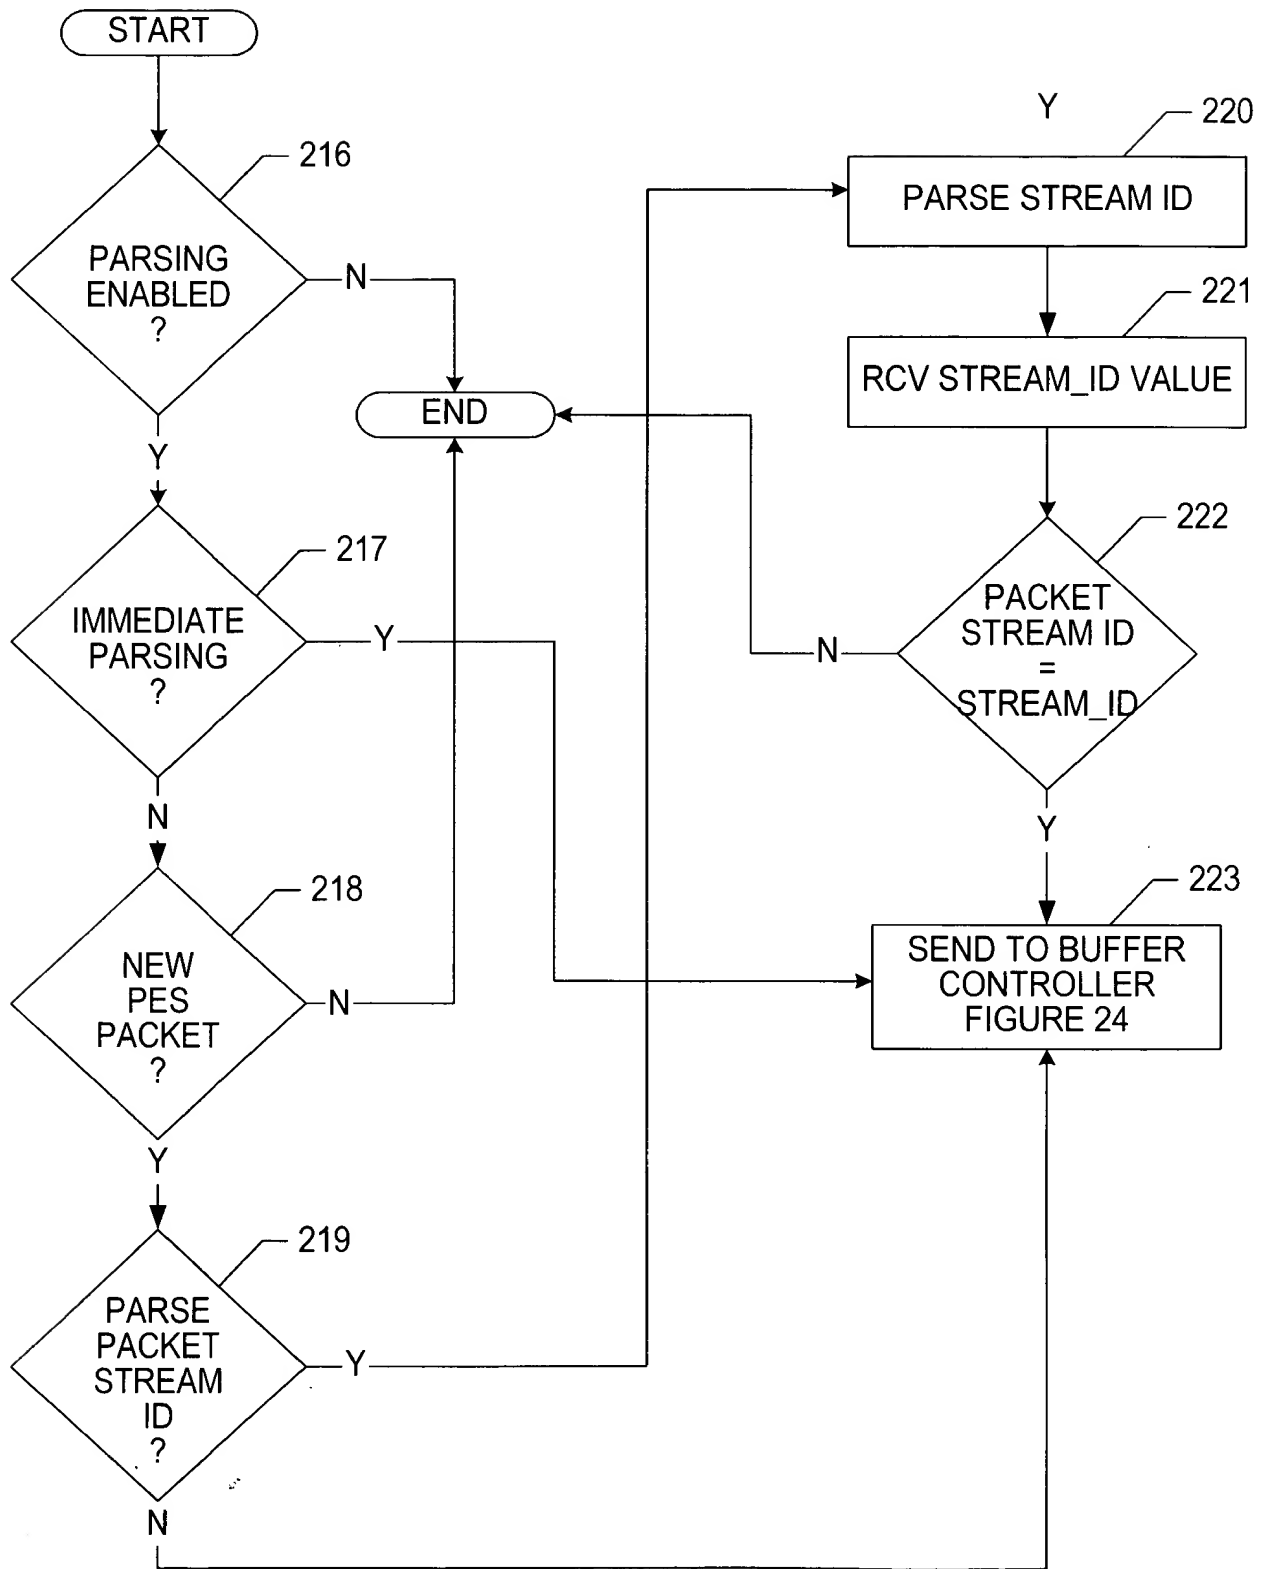 START
216
PARSING
ENABLED
?
N
Y
END
217
IMMEDIATE
PARSING
?
Y
N
218
NEW
PES
PACKET
?
N
Y
219
PARSE
PACKET
STREAM
ID
?
Y
N
Y
220
PARSE STREAM ID
221
RCV STREAM_ID VALUE
222
PACKET
STREAM ID
=
STREAM_ID
N
Y
223
SEND TO BUFFER
CONTROLLER
FIGURE 24